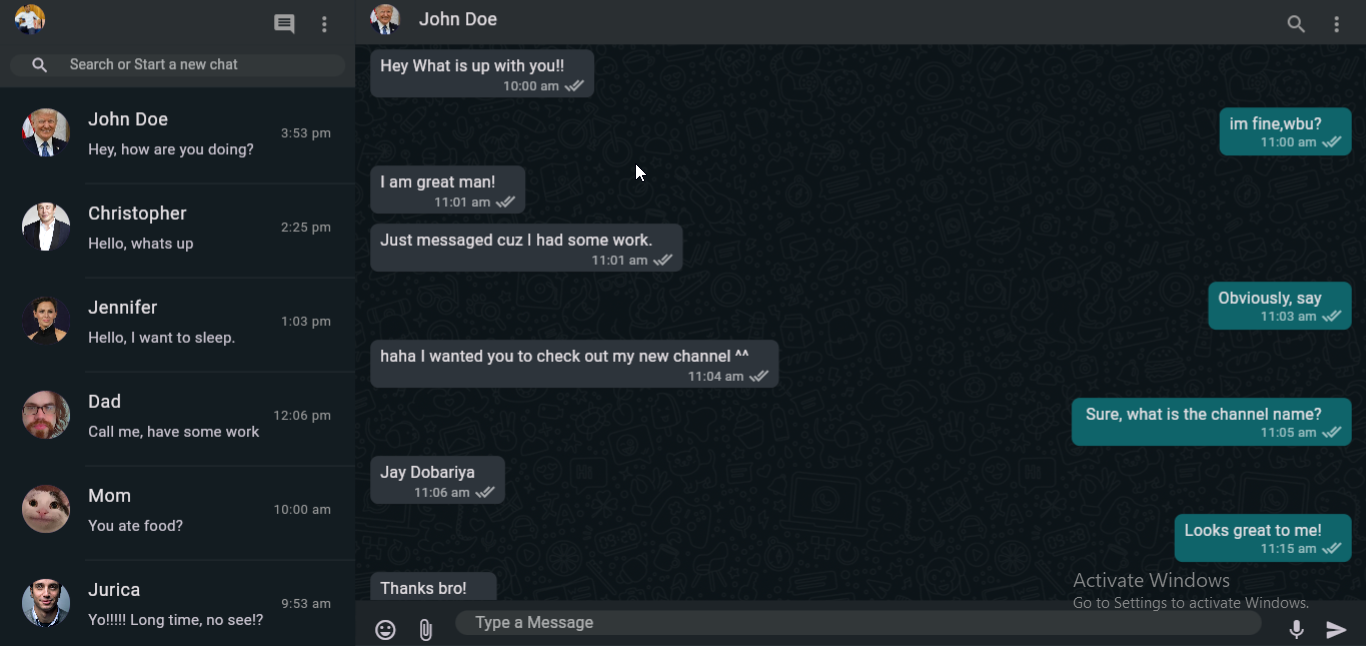 Search or Start a new chat
John Doe
3:53 pm
Hey, how are you doing?
Christopher
2:25 pm
Hello, whats up
Jennifer
1:03 pm
Hello, I want to sleep.
Dad
12:06 pm
Call me, have some work
Mom
10:00 am
You ate food?
Jurica
9:53 am
Yo!!!!! Long time, no see!?
John Doe
Hey What is up with you!!
10:00 am
im fine,wbu?
11:00 am
I am great man!
11:01 am
Just messaged cuz I had some work.
11:01 am
Obviously, say
11:03 am
haha I wanted you to check out my new channel ^^
11:04 am
Sure, what is the channel name?
11:05 am
Jay Dobariya
11:06 am
Looks great to me!
11:15 am
Thanks bro!
Activate Windows
Go to Settings to activate Windows.
Type a Message